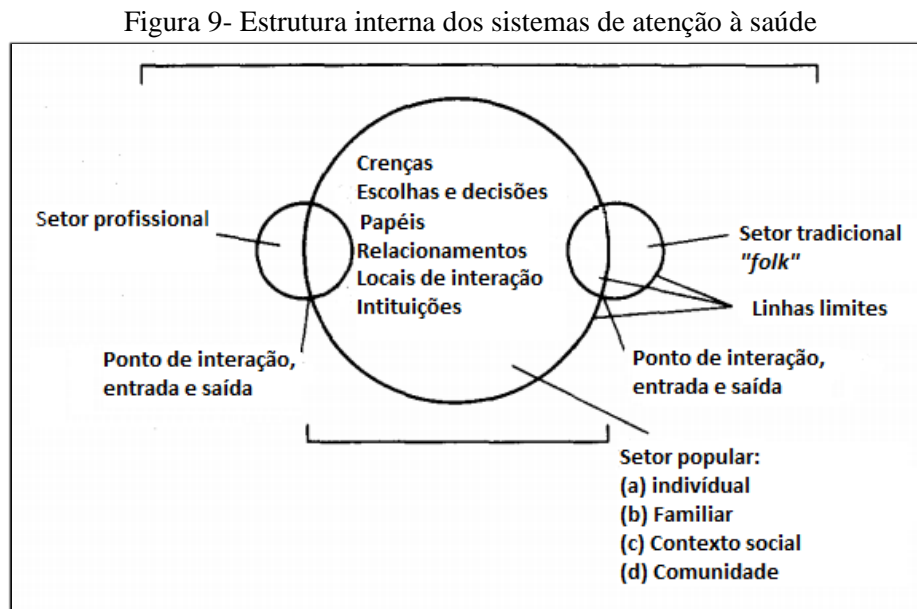 Figura 9- Estrutura interna dos sistemas de atenção à saúde
Crenças
Escolhas e decisões
Papéis
Relacionamentos
Locais de interação
Intituições
Setor profissional
Setor tradicional
"folk"
Linhas limites
Ponto de interação,
entrada e saída
Ponto de interação,
entrada e saída
Setor popular:
(a) indivídual
(b) Familiar
(c) Contexto social
(d) Comunidade